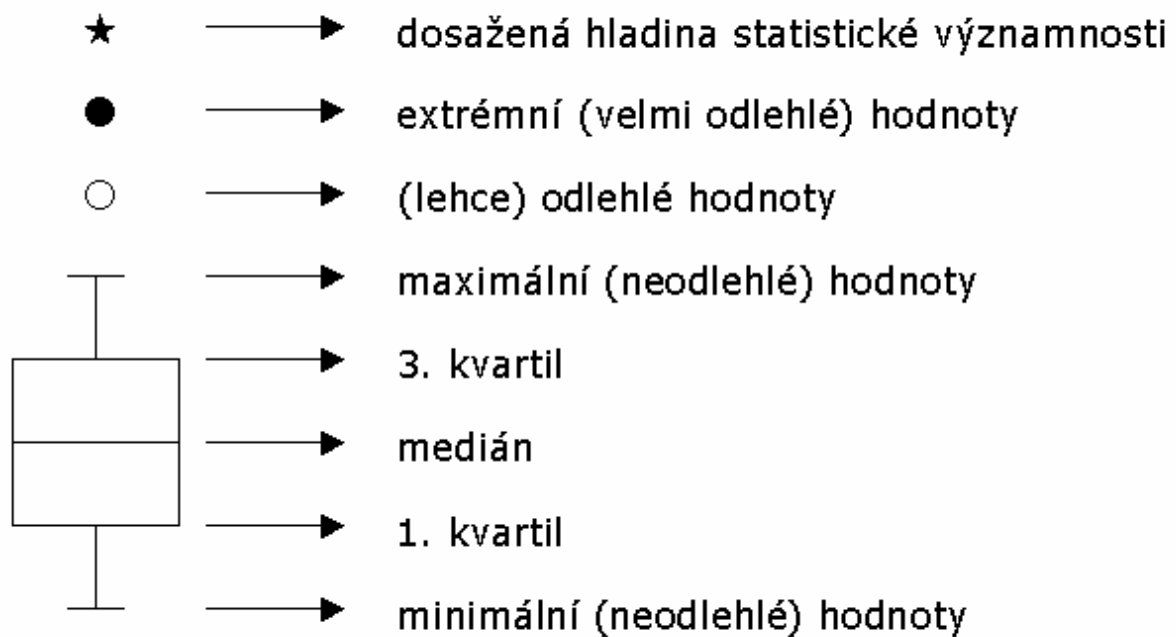 dosažená hladina statistické významnosti
extrémní (velmi odlehlé) hodnoty
(lehce) odlehlé hodnoty
maximální (neodlehlé) hodnoty
3. kvartil
medián
1. kvartil
minimální (neodlehlé) hodnoty